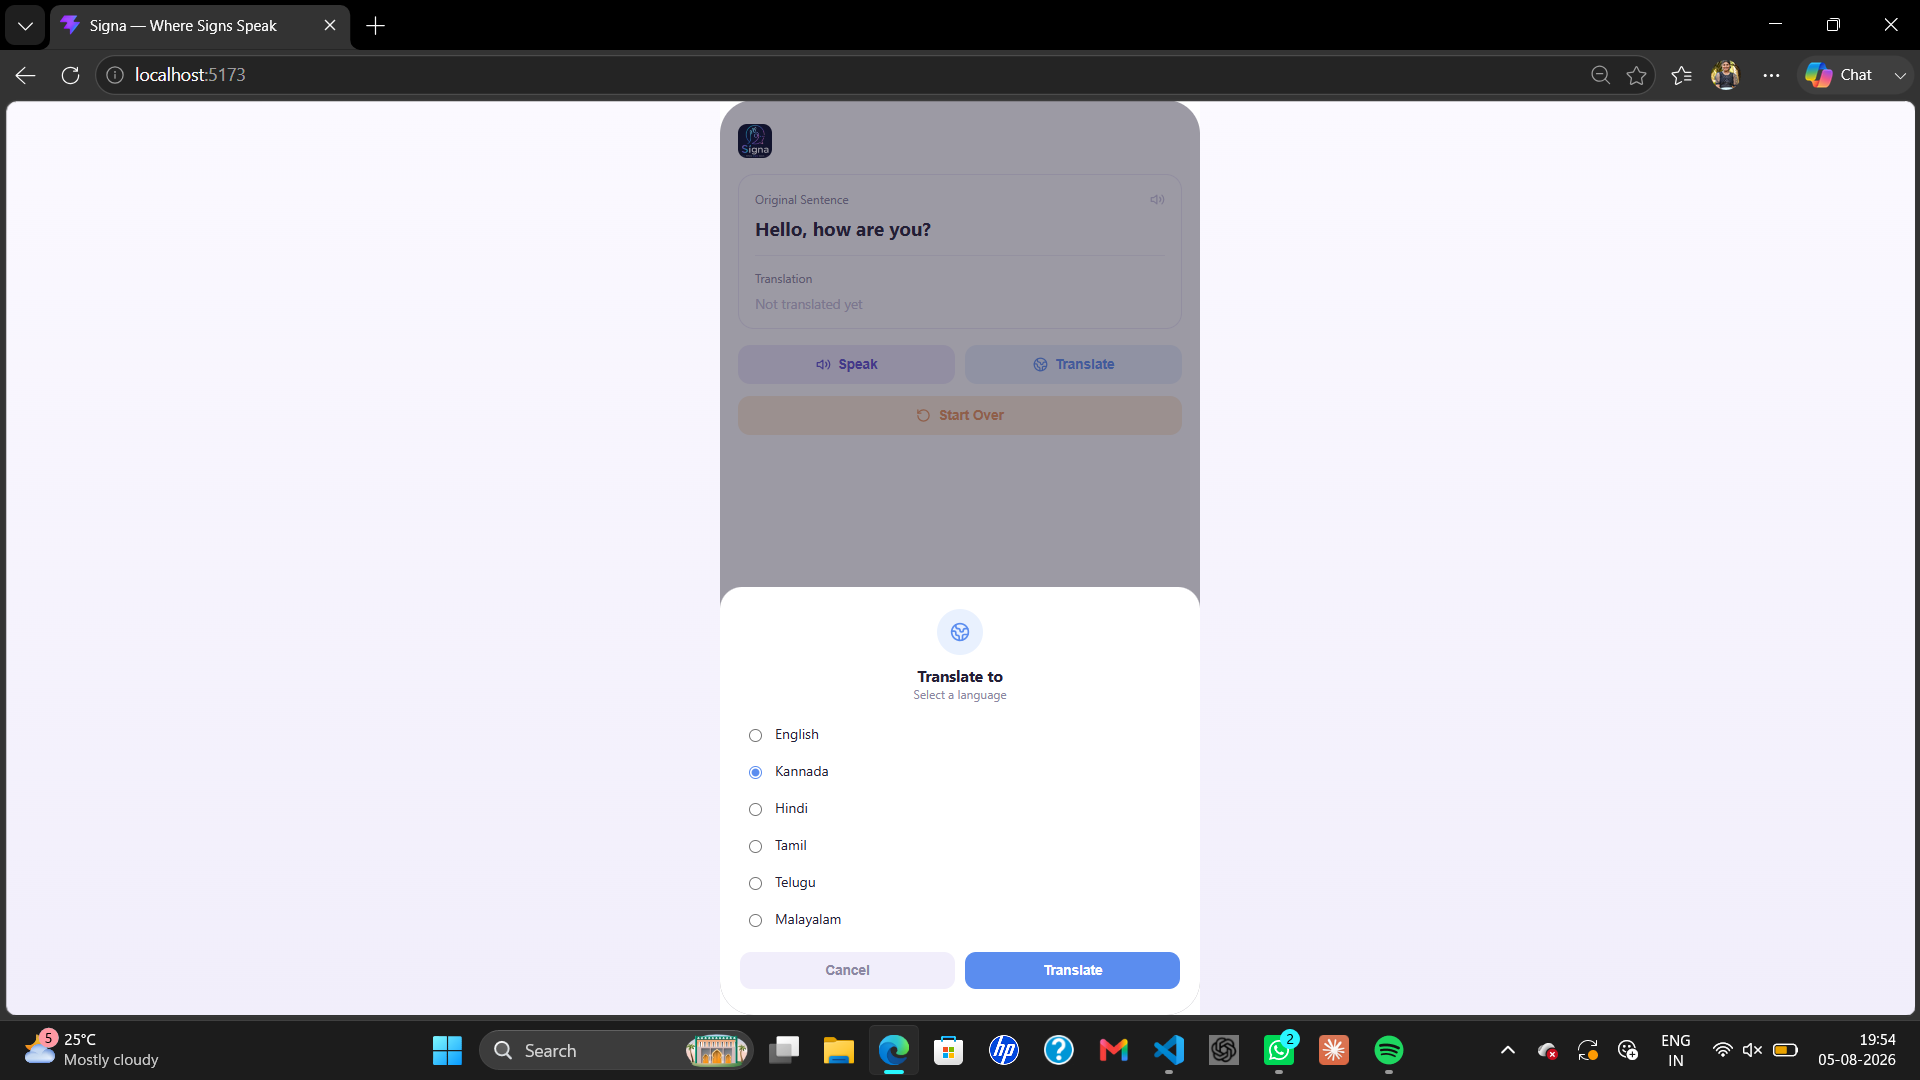 Signa — Where Signs Speak
localhost:5173
Chat
Signa
Original Sentence
Hello, how are you?
Translation
Not translated yet
Speak
Translate
Start Over
Translate to
Select a language
English
Kannada
Hindi
Tamil
Telugu
Malayalam
Cancel
Translate
5
25°C
Mostly cloudy
Search
hp
2
ENG
IN
19:54
05-08-2026